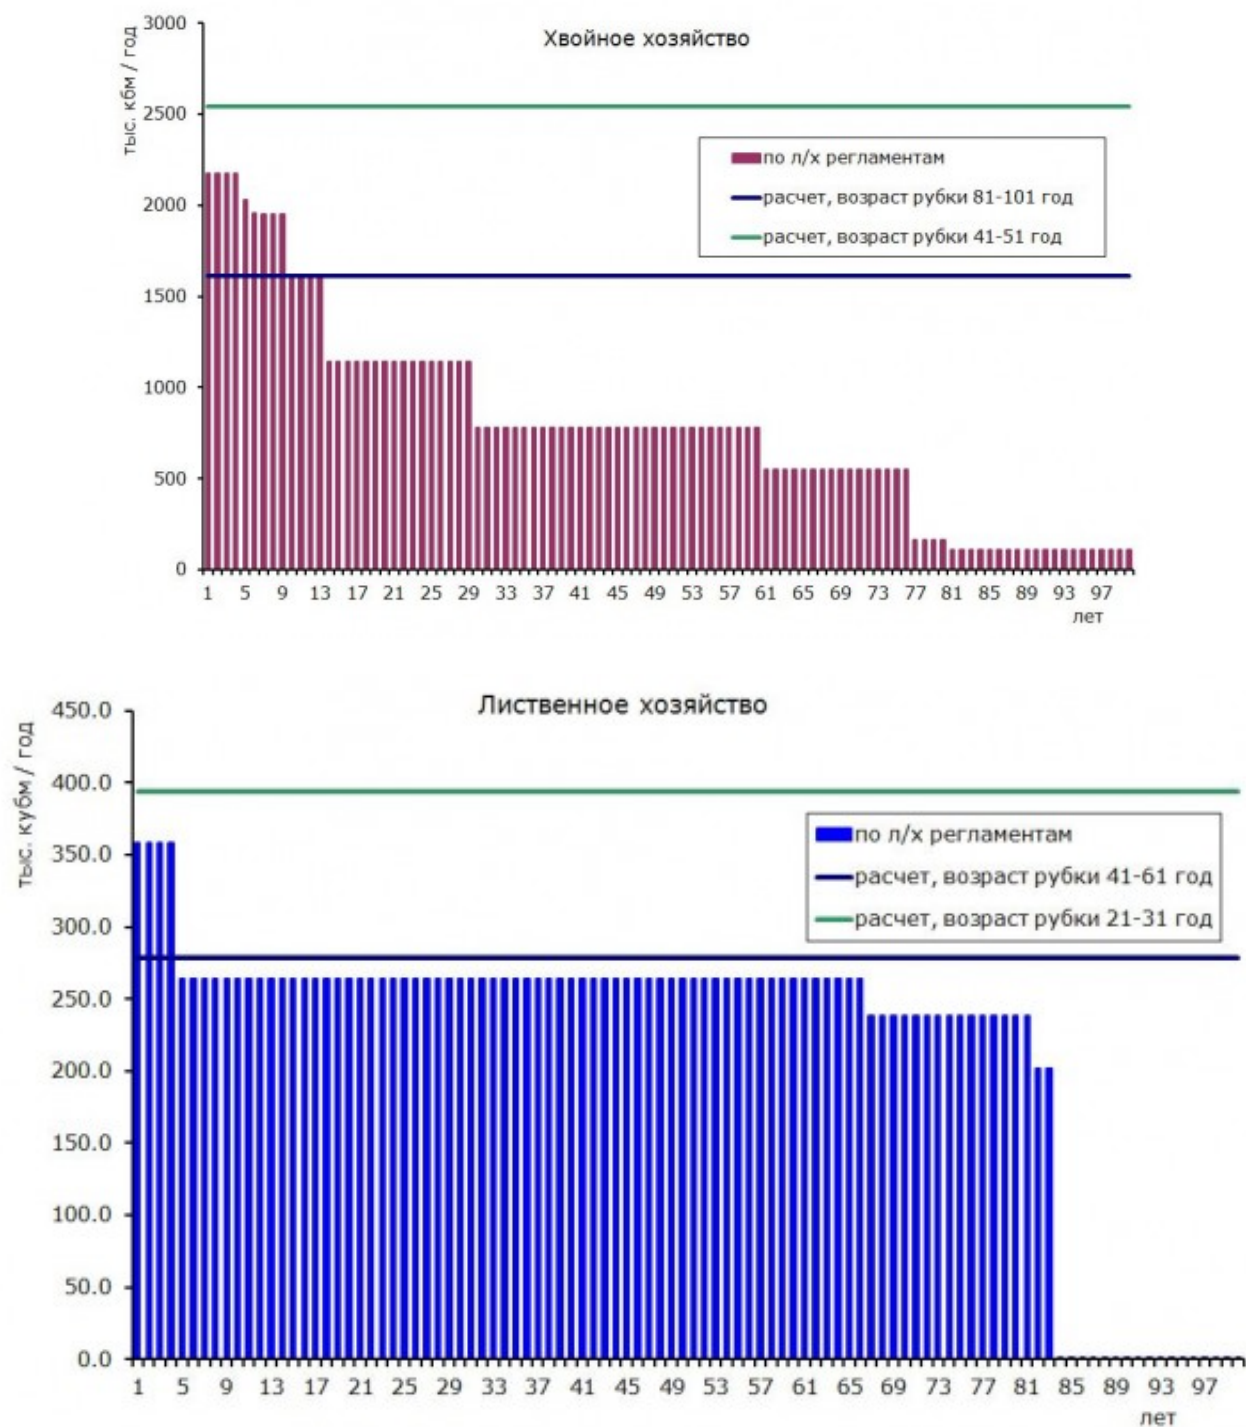 Хвойное хозяйство
тыс. кбм / год
3000
2500
2000
1500
1000
500
0
по л/х регламентам
расчет, возраст рубки 81-101 год
расчет, возраст рубки 41-51 год
1 5 9 13 17 21 25 29 33 37 41 45 49 53 57 61 65 69 73 77 81 85 89 93 97
лет
Лиственное хозяйство
тыс. кубм / год
450.0
400.0
350.0
300.0
250.0
200.0
150.0
100.0
50.0
0.0
по л/х регламентам
расчет, возраст рубки 41-61 год
расчет, возраст рубки 21-31 год
1 5 9 13 17 21 25 29 33 37 41 45 49 53 57 61 65 69 73 77 81 85 89 93 97
лет